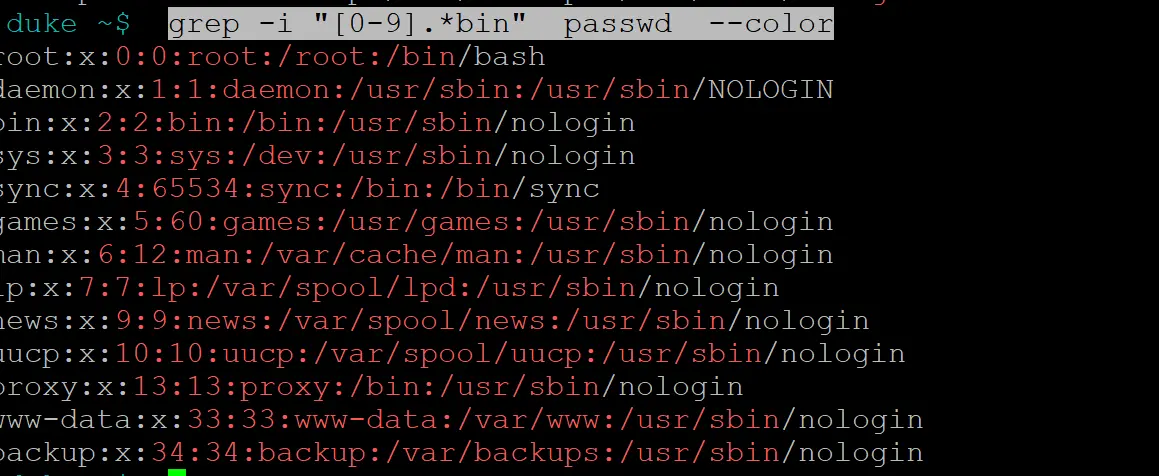 duke ~$ grep -i "[0-9].*bin" passwd --color
root:x:0:0:root:/root:/bin/bash
daemon:x:1:1:daemon:/usr/sbin:/usr/sbin/NOLOGIN
bin:x:2:2:bin:/bin:/usr/sbin/nologin
sys:x:3:3:sys:/dev:/usr/sbin/nologin
sync:x:4:65534:sync:/bin:/bin/sync
games:x:5:60:games:/usr/games:/usr/sbin/nologin
man:x:6:12:man:/var/cache/man:/usr/sbin/nologin
lp:x:7:7:lp:/var/spool/lpd:/usr/sbin/nologin
news:x:9:9:news:/var/spool/news:/usr/sbin/nologin
uucp:x:10:10:uucp:/var/spool/uucp:/usr/sbin/nologin
proxy:x:13:13:proxy:/bin:/usr/sbin/nologin
www-data:x:33:33:www-data:/var/www:/usr/sbin/nologin
backup:x:34:34:backup:/var/backups:/usr/sbin/nologin
duke ~$